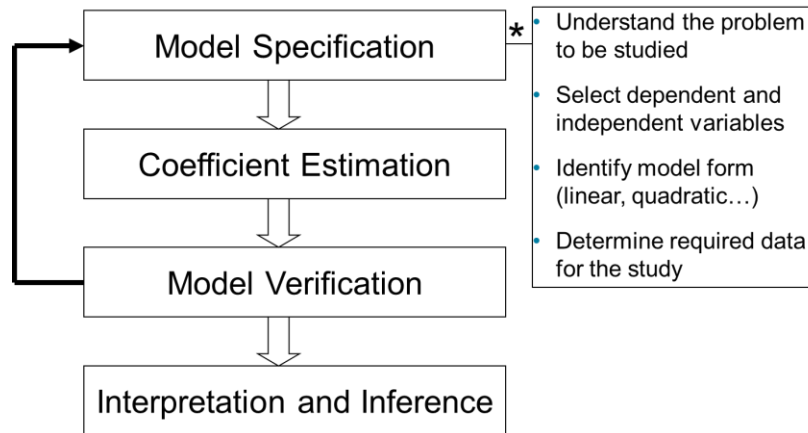 Model Specification
*
• Understand the problem
to be studied
• Select dependent and
independent variables
• Identify model form
(linear, quadratic…)
• Determine required data
for the study
Coefficient Estimation
Model Verification
Interpretation and Inference